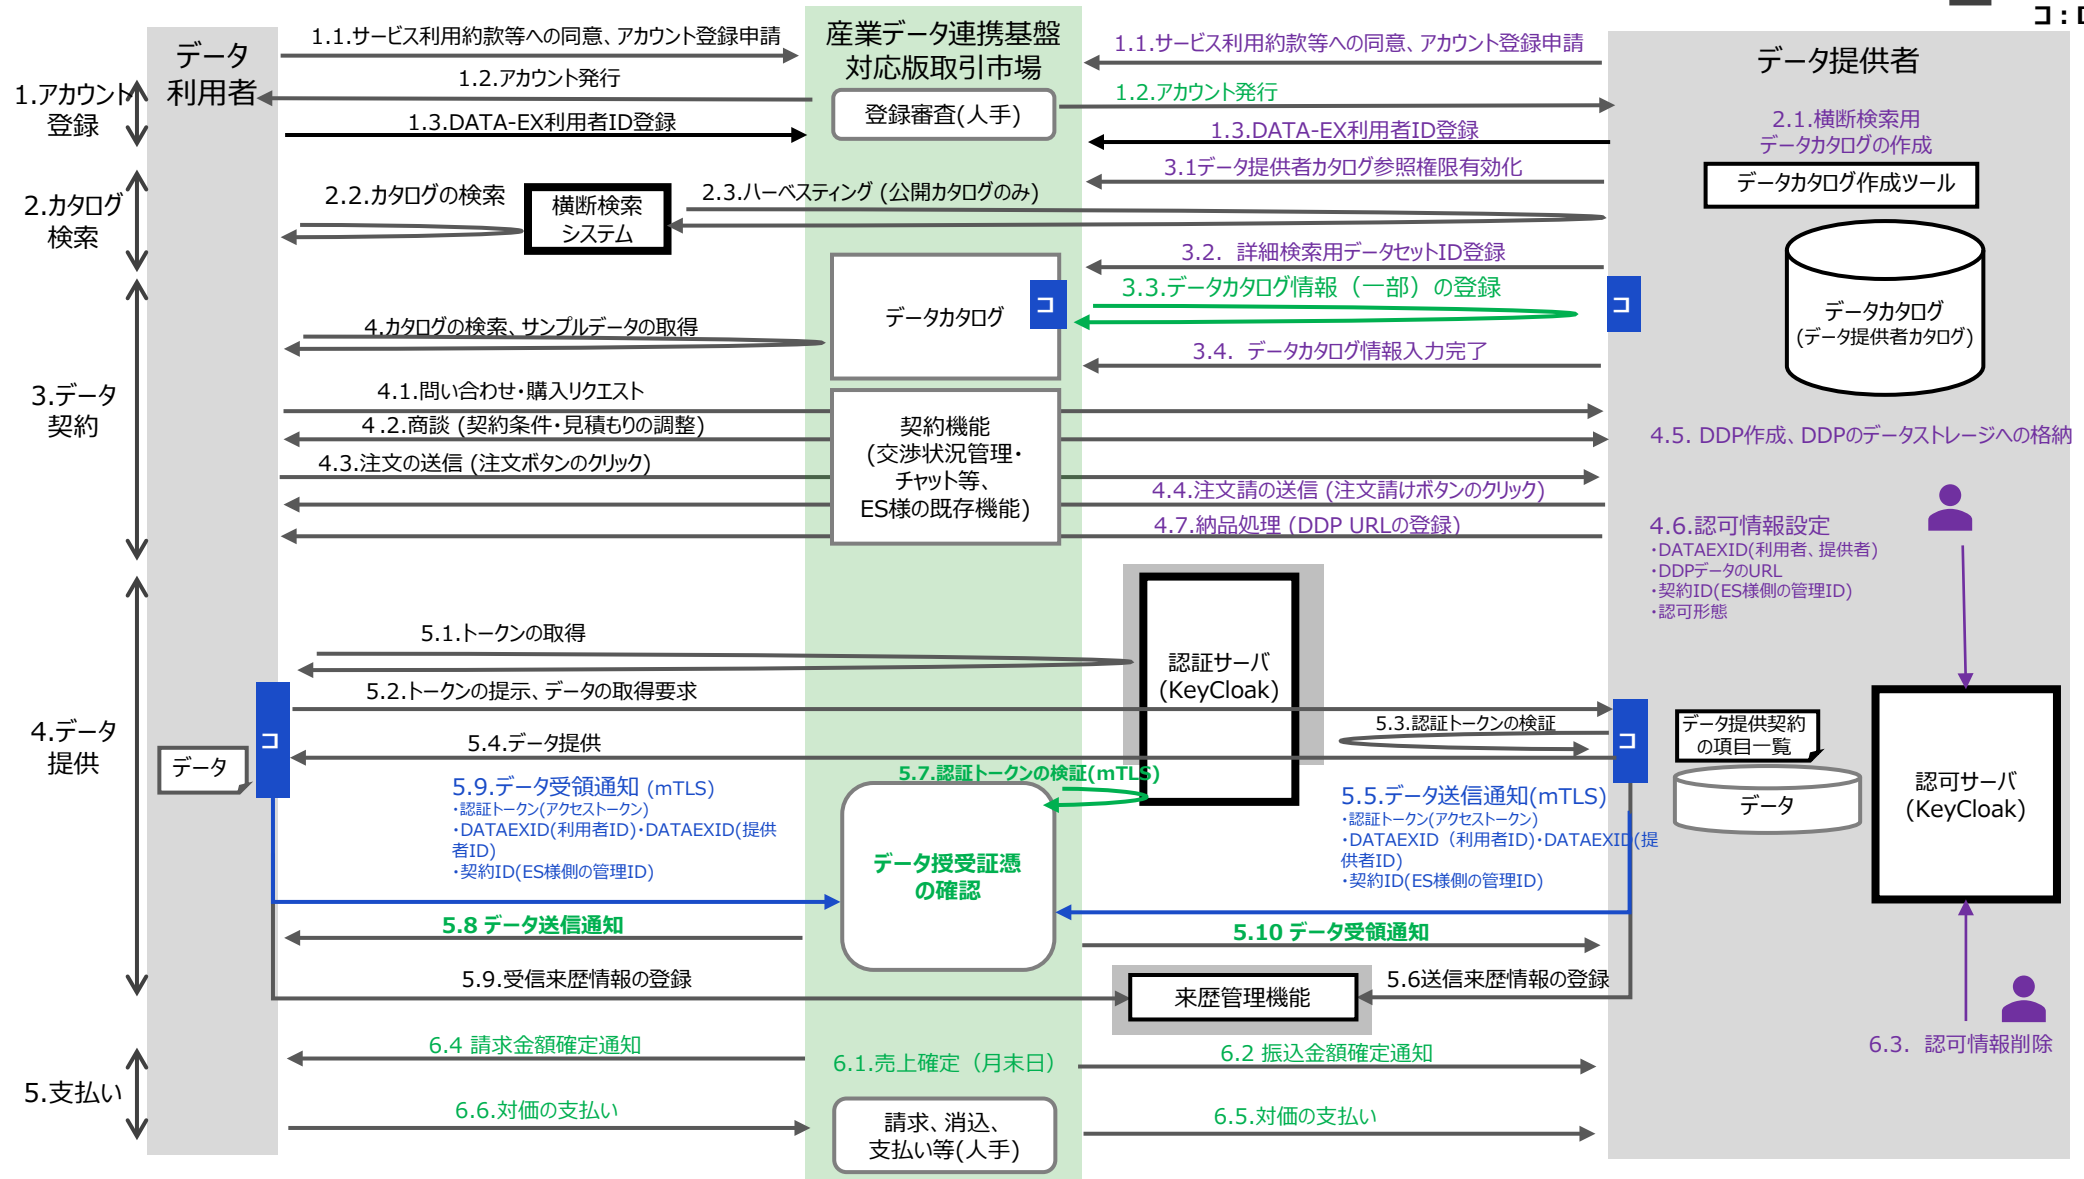 コ：D
データ
利用者
産業データ連携基盤
対応版取引市場
データ提供者
1.アカウント
登録
1.1.サービス利用約款等への同意、アカウント登録申請
1.1.サービス利用約款等への同意、アカウント登録申請
1.2.アカウント発行
登録審査(人手)
1.2.アカウント発行
1.3.DATA-EX利用者ID登録
1.3.DATA-EX利用者ID登録
2.1.横断検索用
データカタログの作成
データカタログ作成ツール
3.1データ提供者カタログ参照権限有効化
2.カタログ
検索
2.2.カタログの検索
横断検索
システム
2.3.ハーベスティング (公開カタログのみ)
3.2. 詳細検索用データセットID登録
データカタログ
コ
3.3.データカタログ情報（一部）の登録
コ
データカタログ
(データ提供者カタログ)
4.カタログの検索、サンプルデータの取得
3.4. データカタログ情報入力完了
3.データ
契約
4.1.問い合わせ・購入リクエスト
4.2.商談 (契約条件・見積もりの調整)
4.3.注文の送信 (注文ボタンのクリック)
契約機能
(交渉状況管理・
チャット等、
ES様の既存機能)
4.4.注文請の送信 (注文請けボタンのクリック)
4.7.納品処理 (DDP URLの登録)
4.5. DDP作成、DDPのデータストレージへの格納
4.6.認可情報設定
・DATAEXID(利用者、提供者)
・DDPデータのURL
・契約ID(ES様側の管理ID)
・認可形態
4.データ
提供
5.1.トークンの取得
認証サーバ
(KeyCloak)
5.2.トークンの提示、データの取得要求
5.3.認証トークンの検証
コ
データ
5.4.データ提供
コ
データ提供契約
の項目一覧
データ
認可サーバ
(KeyCloak)
5.7.認証トークンの検証(mTLS)
5.9.データ受領通知 (mTLS)
・認証トークン(アクセストークン)
・DATAEXID(利用者ID)・DATAEXID(提供
者ID)
・契約ID(ES様側の管理ID)
データ授受証憑
の確認
5.5.データ送信通知(mTLS)
・認証トークン(アクセストークン)
・DATAEXID（利用者ID)・DATAEXID(提
供者ID)
・契約ID(ES様側の管理ID)
5.8 データ送信通知
5.10 データ受領通知
5.9.受信来歴情報の登録
来歴管理機能
5.6送信来歴情報の登録
6.3. 認可情報削除
5.支払い
6.4 請求金額確定通知
6.1.売上確定（月末日）
6.2 振込金額確定通知
6.6.対価の支払い
請求、消込、
支払い等(人手)
6.5.対価の支払い